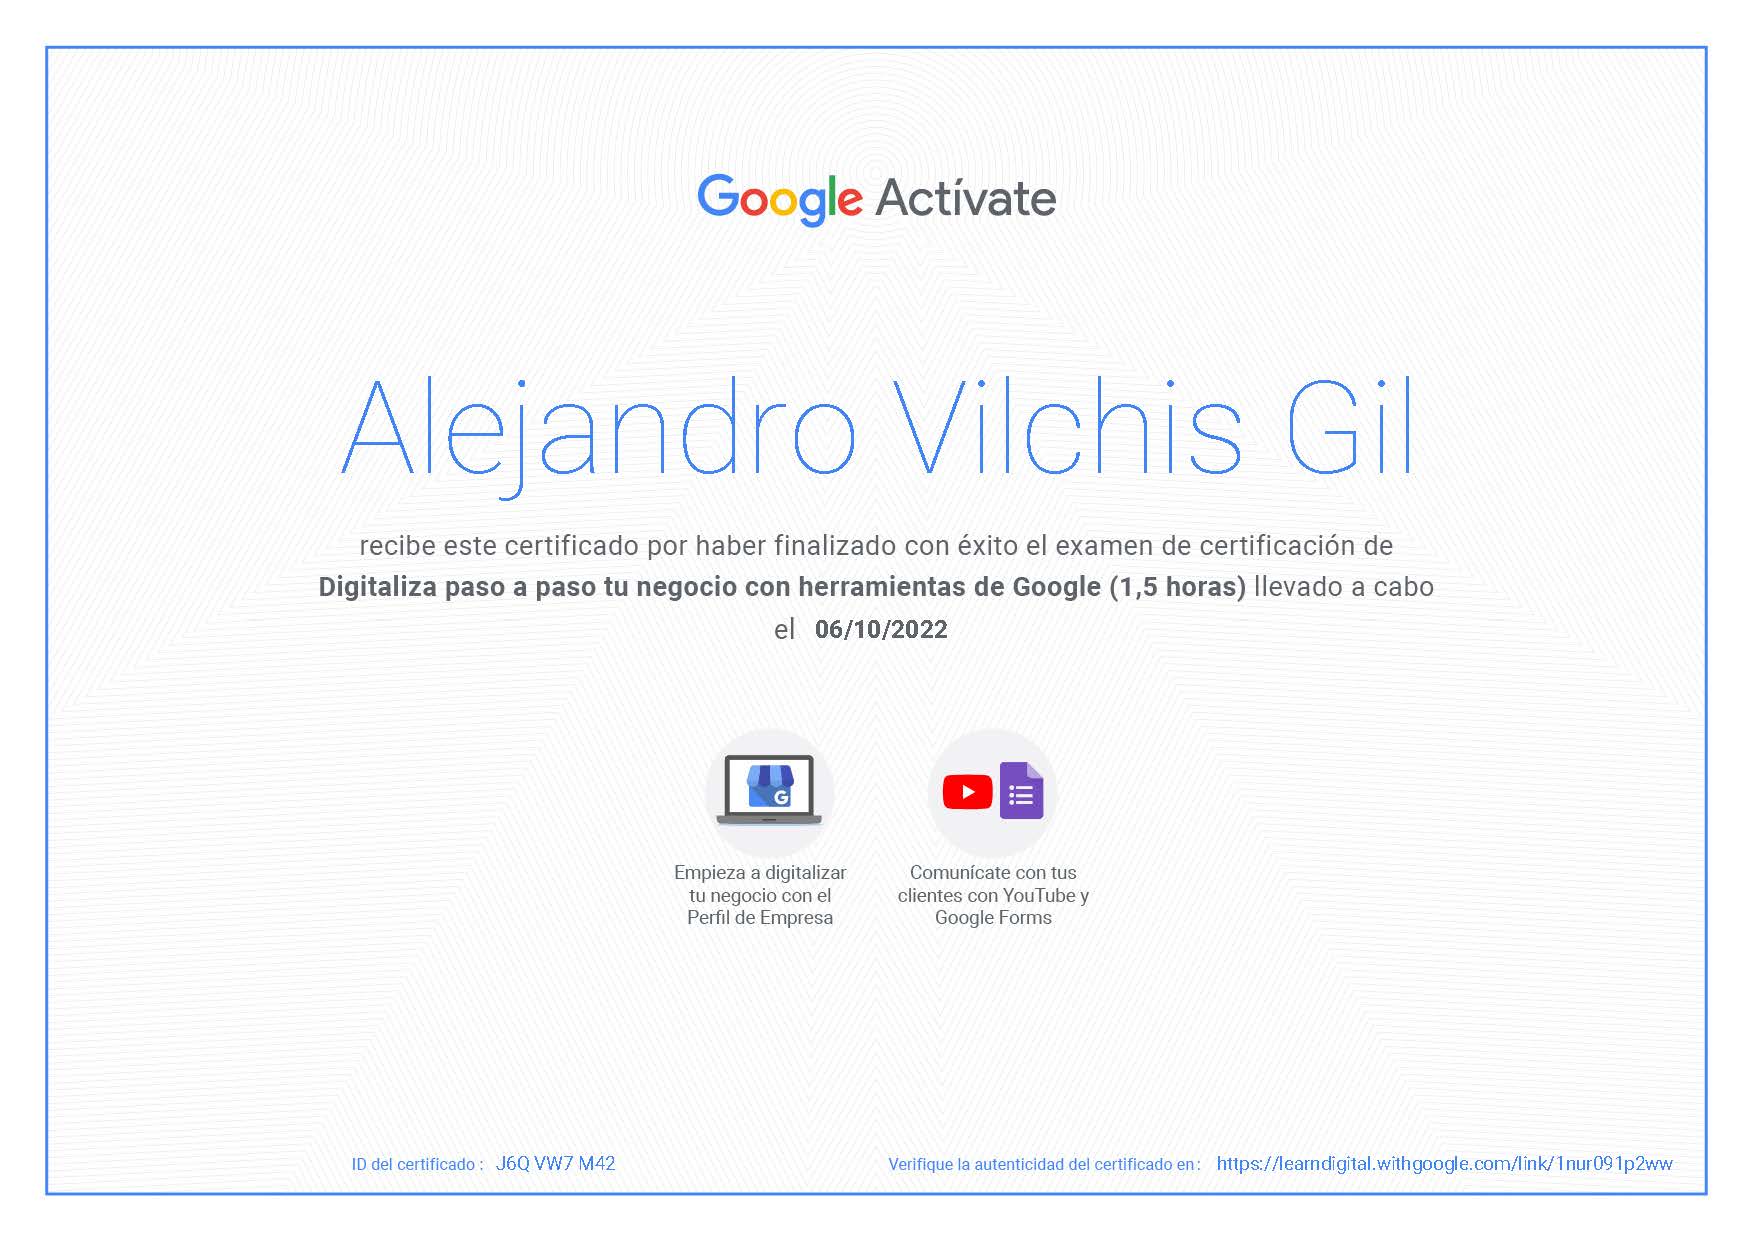 Google Actívate
Alejandro Vilchis Gil
recibe este certificado por haber finalizado con éxito el examen de certificación de
Digitaliza paso a paso tu negocio con herramientas de Google (1,5 horas) llevado a cabo
el 06/10/2022
G
Empieza a digitalizar
tu negocio con el
Perfil de Empresa
Comunícate con tus
clientes con YouTube y
Google Forms
ID del certificado : J6Q VW7 M42
Verifique la autenticidad del certificado en : https://learndigital.withgoogle.com/link/1nur091p2ww